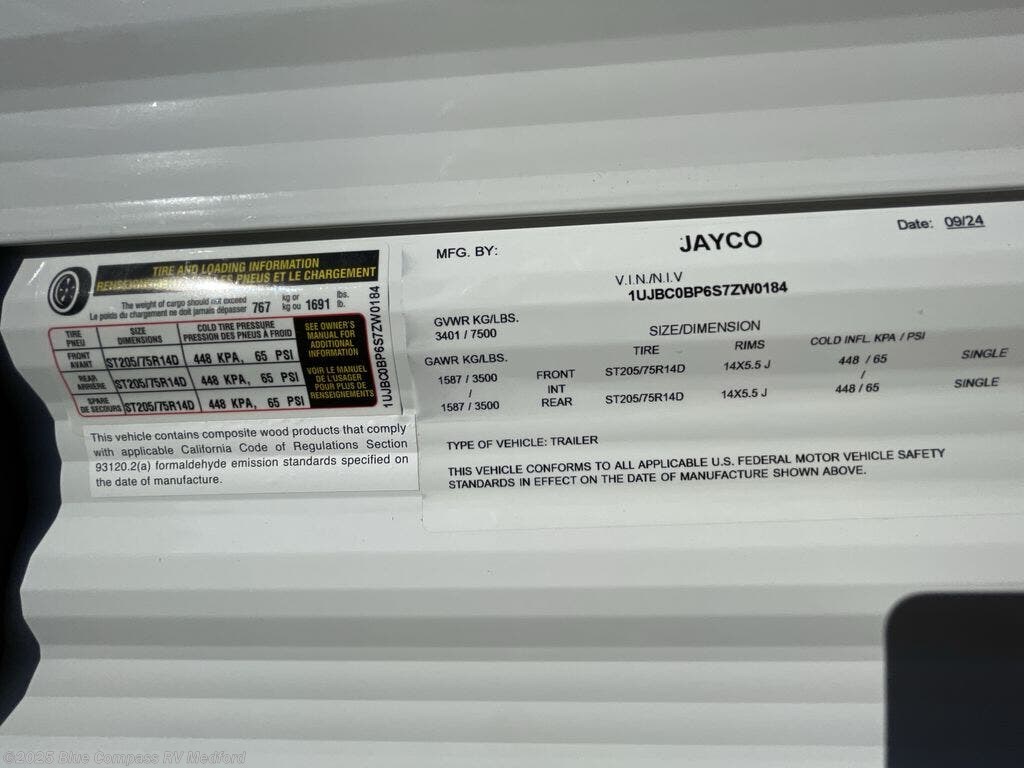 TIRE AND LOADING INFORMATION
RENSEIGNEMENTS SUR LES PNEUS ET LE CHARGEMENT
The weight of cargo should not exceed 767 kg or 1691 lbs.
Le poids du chargement ne doit jamais dépasser kg ou lb.
TIRE PNEU SIZE DIMENSIONS COLD TIRE PRESSURE PRESSION DES PNEUS A FROID
FRONT AVANT ST205/75R14D 448 KPA, 65 PSI
REAR ARRIÈRE ST205/75R14D 448 KPA, 65 PSI
SPARE DE SECOURS ST205/75R14D 448 KPA, 65 PSI
SEE OWNER'S
MANUAL FOR
ADDITIONAL
INFORMATION
VOIR LE MANUEL
DE L'USAGER
POUR PLUS DE
RENSEIGNEMENTS
1UJBC0BP6S7ZW0184
This vehicle contains composite wood products that comply
with applicable California Code of Regulations Section
93120.2(a) formaldehyde emission standards specified on
the date of manufacture.
MFG. BY: JAYCO Date: 09/24
V.I.N./N.I.V
1UJBC0BP6S7ZW0184
GVWR KG/LBS.
3401 / 7500
SIZE/DIMENSION
GAWR KG/LBS. TIRE RIMS COLD INFL. KPA / PSI
1587 / 3500 FRONT ST205/75R14D 14X5.5 J 448 / 65 SINGLE
/ INT /
1587 / 3500 REAR ST205/75R14D 14X5.5 J 448 / 65 SINGLE
TYPE OF VEHICLE: TRAILER
THIS VEHICLE CONFORMS TO ALL APPLICABLE U.S. FEDERAL MOTOR VEHICLE SAFETY
STANDARDS IN EFFECT ON THE DATE OF MANUFACTURE SHOWN ABOVE.
©2025 Blue Compass RV Medford